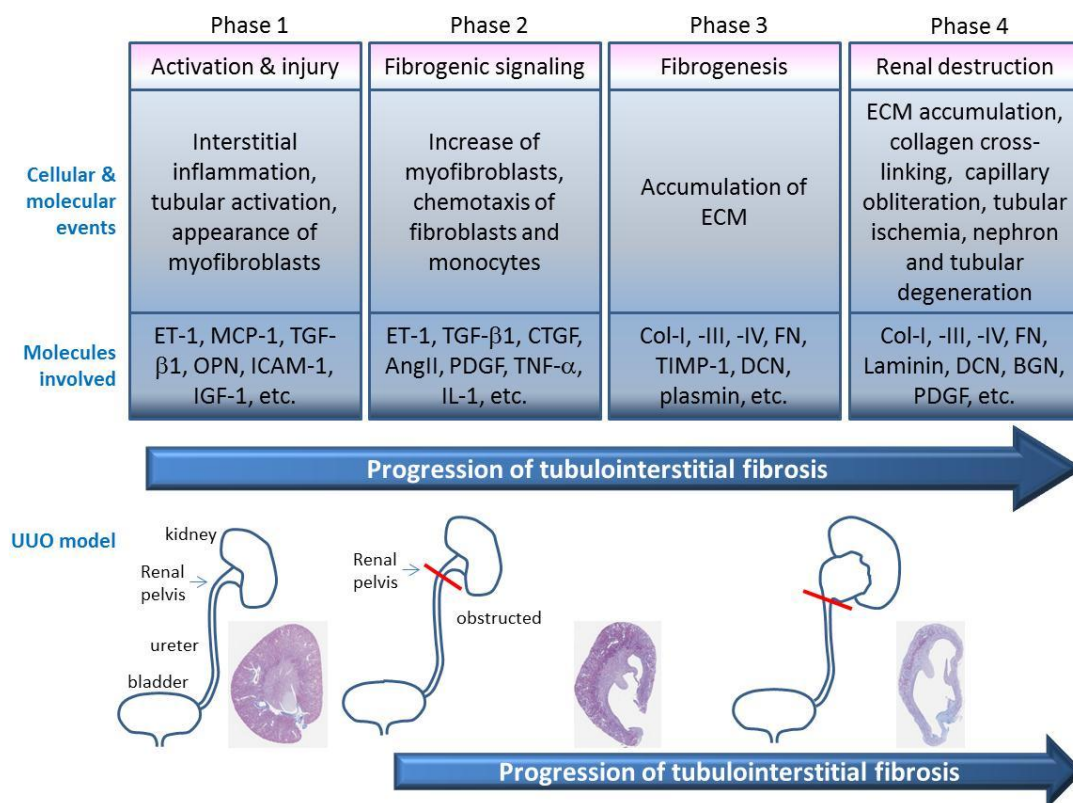 Phase 1
Phase 2
Phase 3
Phase 4
Activation & injury
Fibrogenic signaling
Fibrogenesis
Renal destruction
Cellular &
molecular
events
Interstitial
inflammation,
tubular activation,
appearance of
myofibroblasts
Increase of
myofibroblasts,
chemotaxis of
fibroblasts and
monocytes
Accumulation of
ECM
ECM accumulation,
collagen cross-
linking, capillary
obliteration, tubular
ischemia, nephron
and tubular
degeneration
Molecules
involved
ET-1, MCP-1, TGF-
β1, OPN, ICAM-1,
IGF-1, etc.
ET-1, TGF-β1, CTGF,
AngII, PDGF, TNF-α,
IL-1, etc.
Col-I, -III, -IV, FN,
TIMP-1, DCN,
plasmin, etc.
Col-I, -III, -IV, FN,
Laminin, DCN, BGN,
PDGF, etc.
Progression of tubulointerstitial fibrosis
UUO model
kidney
Renal
pelvis
ureter
bladder
Renal
pelvis
obstructed
Progression of tubulointerstitial fibrosis